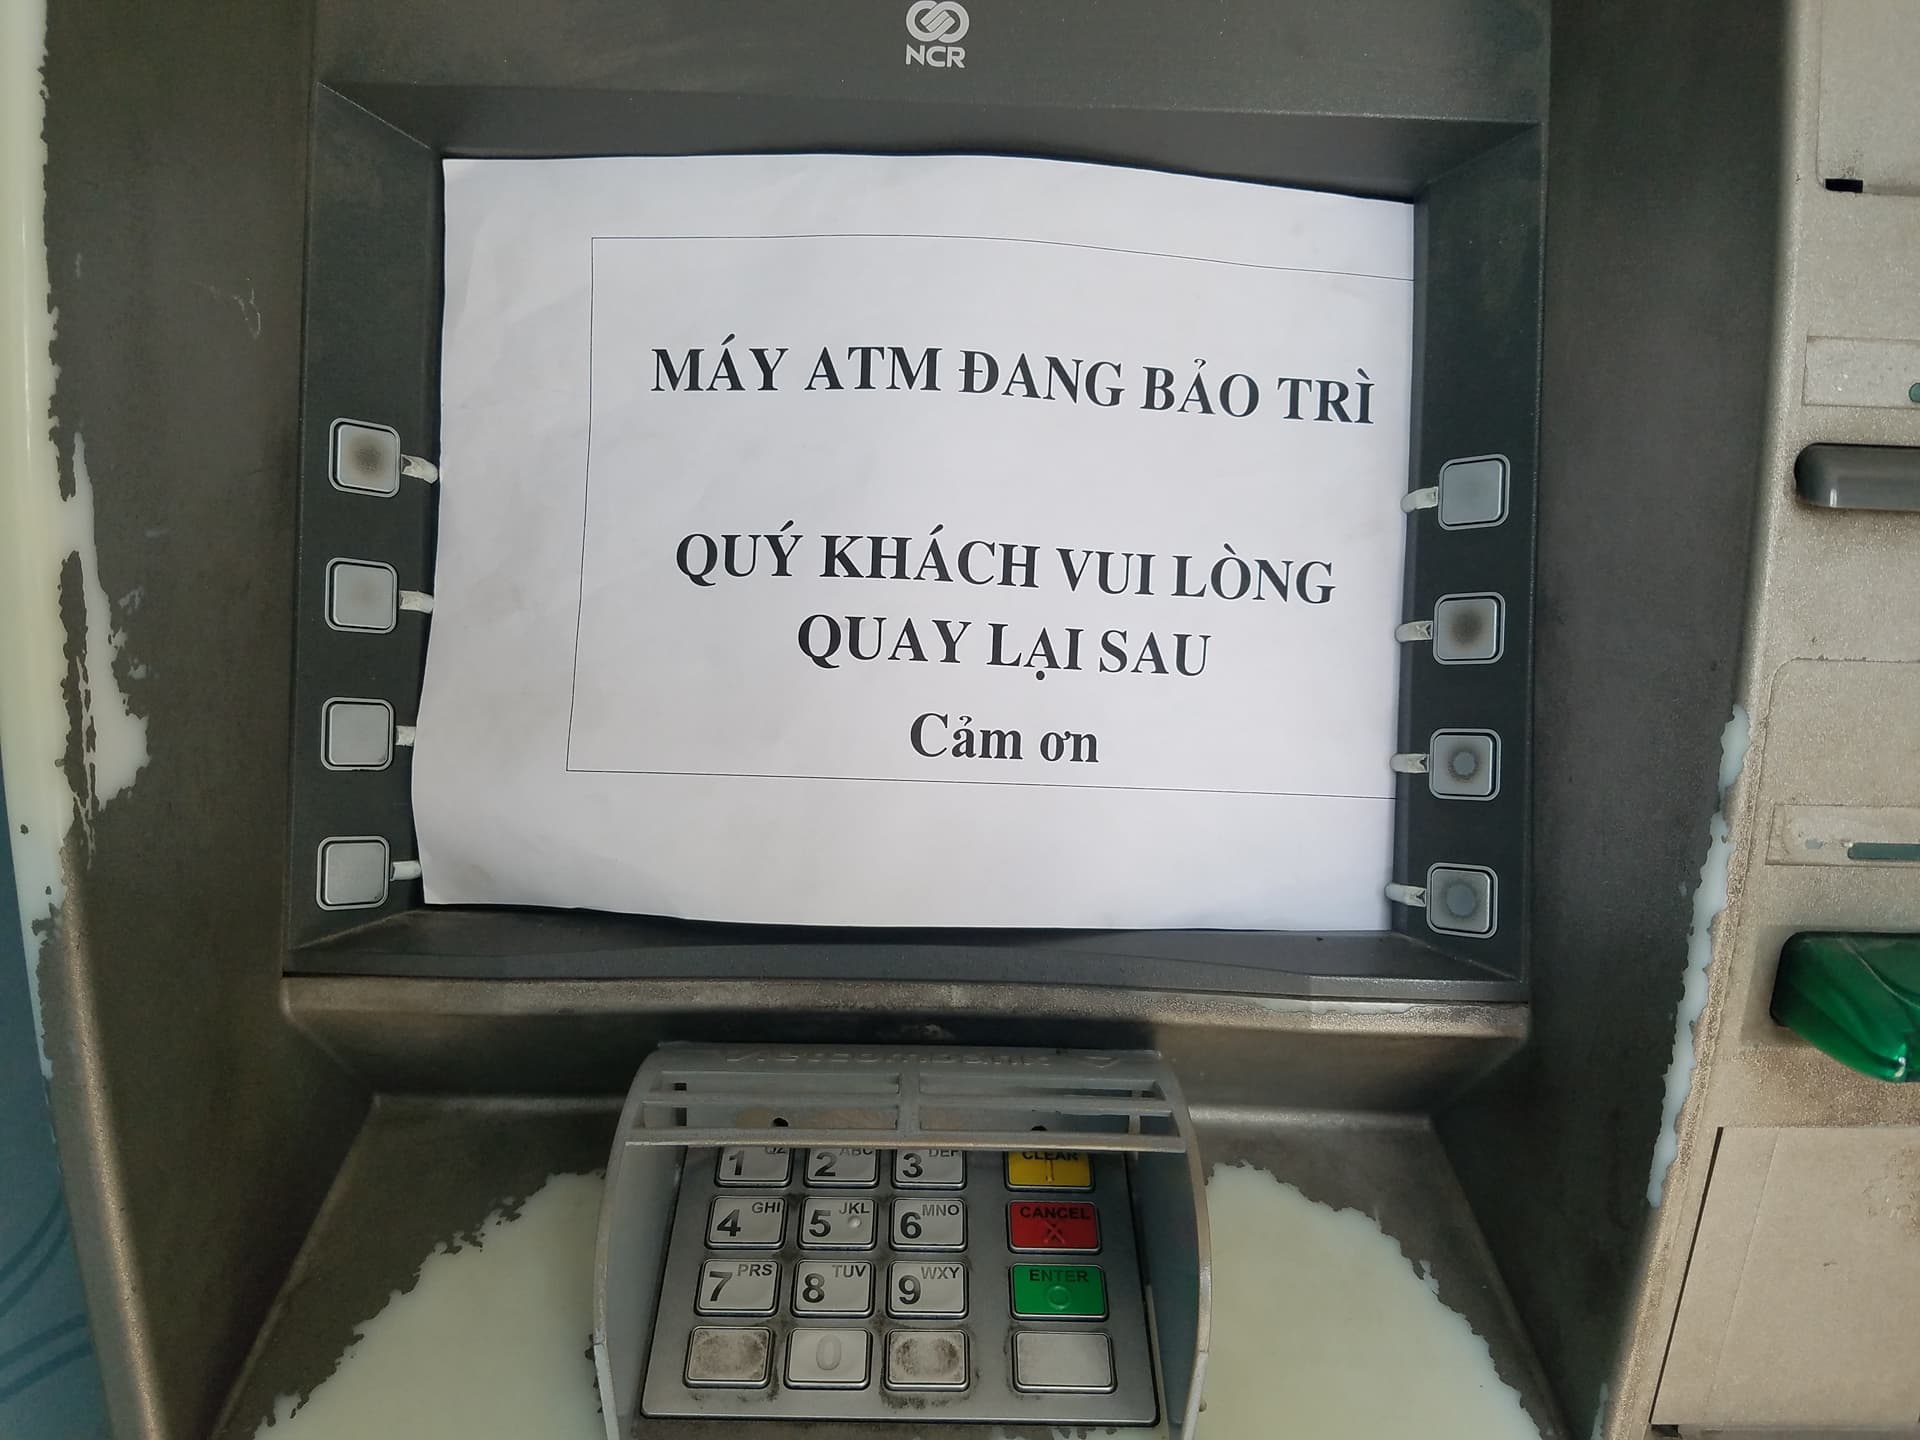 NCR
MÁY ATM ĐANG BẢO TRÌ
QUÝ KHÁCH VUI LÒNG
QUAY LẠI SAU
Cảm ơn
1 QZ 2 ABC 3 DEF CLEAR
4 GHI 5 JKL 6 MNO CANCEL
7 PRS 8 TUV 9 WXY ENTER
0